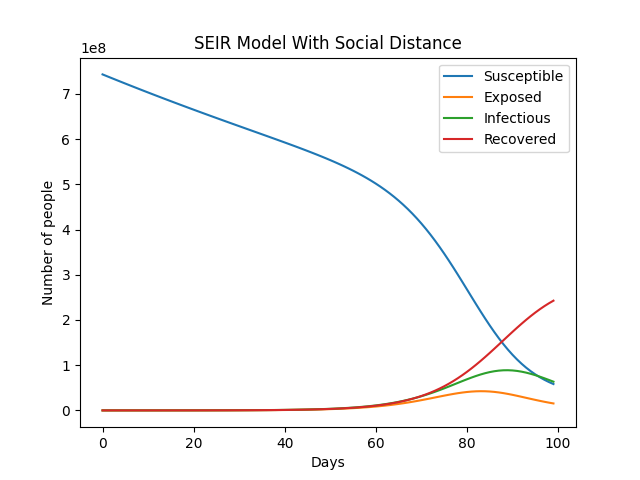 SEIR Model With Social Distance
1e8
Susceptible
Exposed
Infectious
Recovered
7
6
5
4
3
2
1
0
Number of people
0 20 40 60 80 100
Days